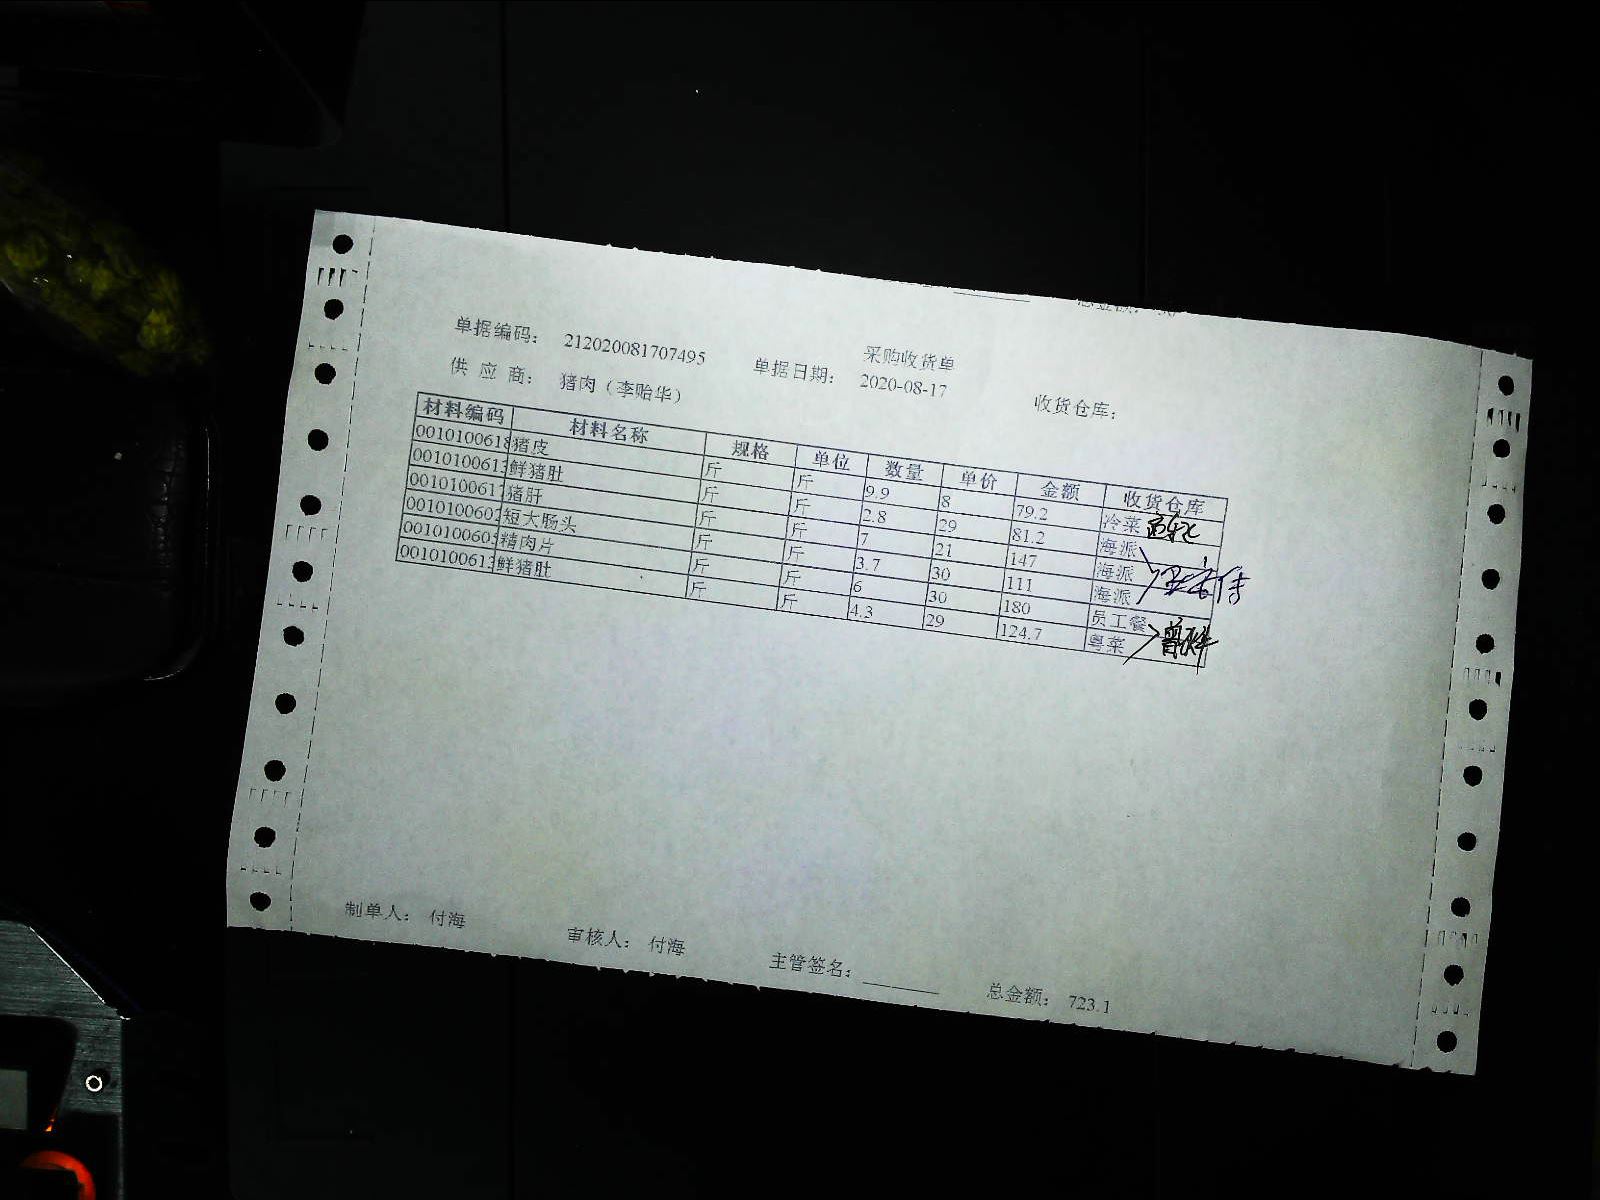 采购收货单
单据编码： 212020081707495 单据日期： 2020-08-17 收货仓库：
供 应 商： 猪肉（李贻华）
材料编码 材料名称 规格 单位 数量 单价 金额 收货仓库
0010100618 猪皮 斤 斤 9.9 8 79.2 冷菜
001010061 鲜猪肚 斤 斤 2.8 29 81.2 海派
001010061 猪肝 斤 斤 7 21 147 海派
001010060 短大肠头 斤 斤 3.7 30 111 海派
001010060 精肉片 斤 斤 6 30 180 员工餐
001010061 鲜猪肚 斤 斤 4.3 29 124.7 粤菜
制单人： 付海 审核人： 付海 主管签名： 总金额： 723.1